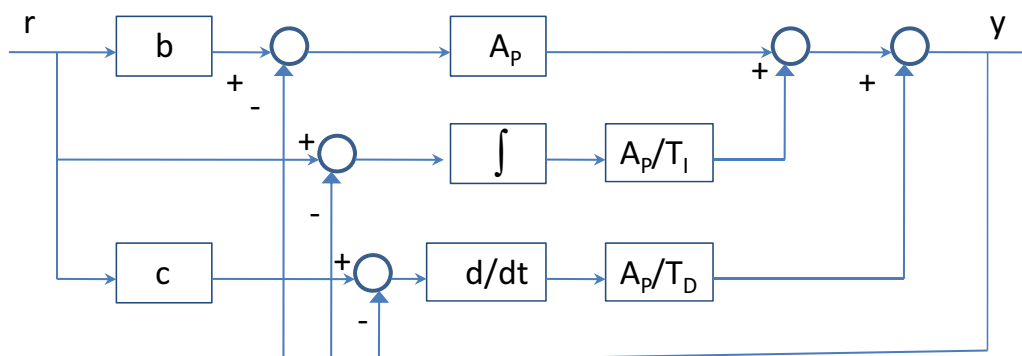 r
b
A_P
y
+
-
+
+
+
∫
A_P/T_I
-
c
+
d/dt
A_P/T_D
-